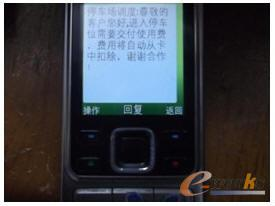 停车场调度:尊敬的
客户您好,进入停车
位需要交付使用费
、费用将自动从卡
中扣除、谢谢合作
!
操作 回复 返回
e-works